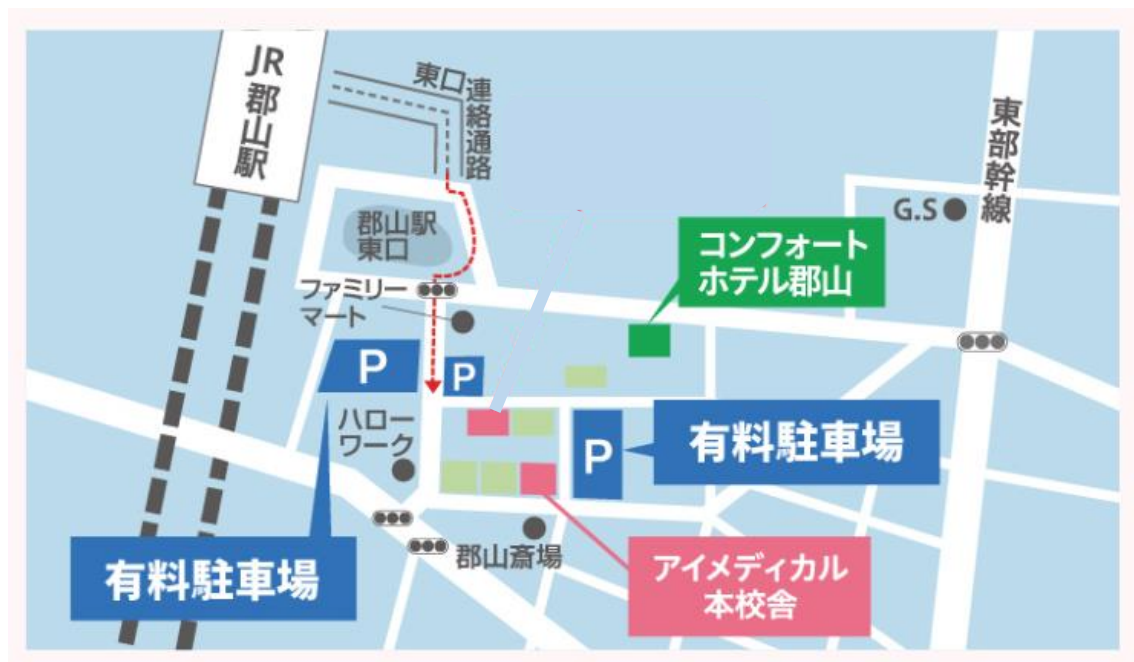 JR
郡山駅
東口
連絡通路
東部幹線
G.S
郡山駅
東口
コンフォート
ホテル郡山
ファミリー
マート
P
P
ハロー
ワーク
P
有料駐車場
有料駐車場
郡山斎場
アイメディカル
本校舎